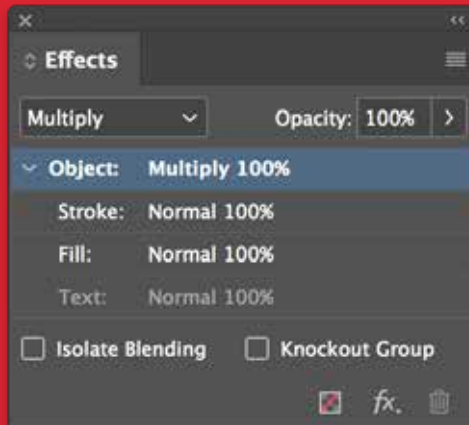 Effects
Multiply Opacity: 100%
Object: Multiply 100%
Stroke: Normal 100%
Fill: Normal 100%
Text: Normal 100%
Isolate Blending Knockout Group
fx.